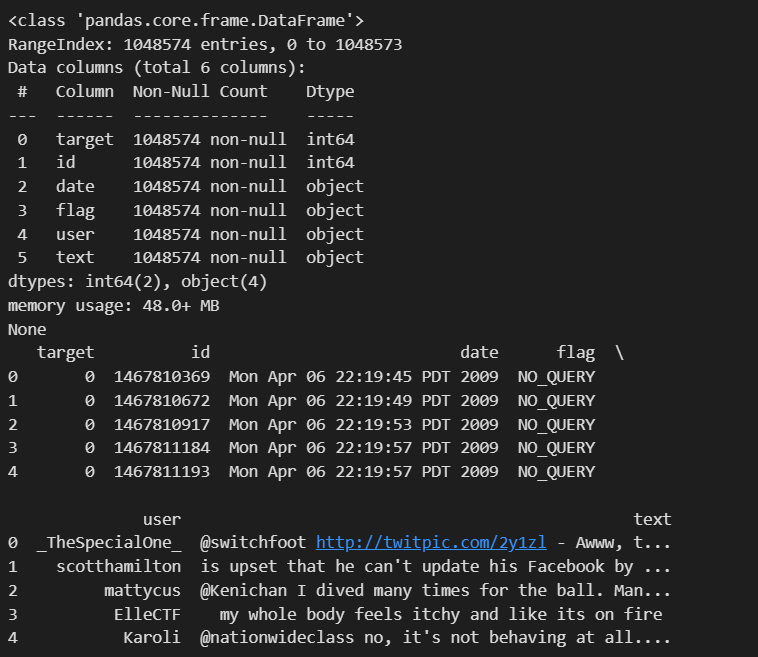 <class 'pandas.core.frame.DataFrame'>
RangeIndex: 1048574 entries, 0 to 1048573
Data columns (total 6 columns):
 #   Column  Non-Null Count    Dtype
---  ------  --------------    -----
 0   target  1048574 non-null  int64
 1   id      1048574 non-null  int64
 2   date    1048574 non-null  object
 3   flag    1048574 non-null  object
 4   user    1048574 non-null  object
 5   text    1048574 non-null  object
dtypes: int64(2), object(4)
memory usage: 48.0+ MB
None
   target          id                          date      flag  \
0       0  1467810369  Mon Apr 06 22:19:45 PDT 2009  NO_QUERY
1       0  1467810672  Mon Apr 06 22:19:49 PDT 2009  NO_QUERY
2       0  1467810917  Mon Apr 06 22:19:53 PDT 2009  NO_QUERY
3       0  1467811184  Mon Apr 06 22:19:57 PDT 2009  NO_QUERY
4       0  1467811193  Mon Apr 06 22:19:57 PDT 2009  NO_QUERY
              user                                               text
0  _TheSpecialOne_  @switchfoot http://twitpic.com/2y1zl - Awww, t...
1    scotthamilton  is upset that he can't update his Facebook by ...
2         mattycus  @Kenichan I dived many times for the ball. Man...
3          ElleCTF    my whole body feels itchy and like its on fire
4           Karoli  @nationwideclass no, it's not behaving at all....